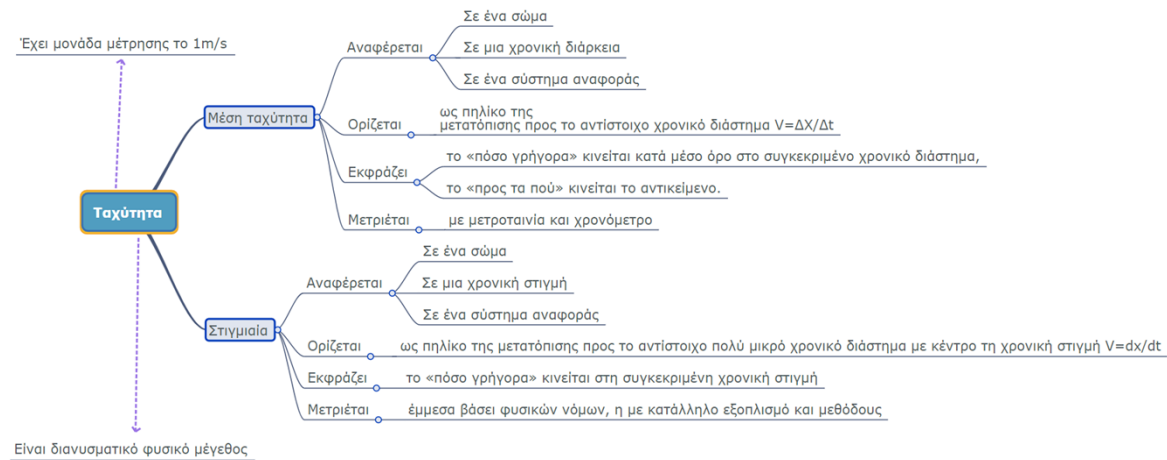 Έχει μονάδα μέτρησης το 1m/s
Ταχύτητα
Είναι διανυσματικό φυσικό μέγεθος
Μέση ταχύτητα
Αναφέρεται
Σε ένα σώμα
Σε μια χρονική διάρκεια
Σε ένα σύστημα αναφοράς
Ορίζεται
ως πηλίκο της
μετατόπισης προς το αντίστοιχο χρονικό διάστημα V=ΔX/Δt
Εκφράζει
το «πόσο γρήγορα» κινείται κατά μέσο όρο στο συγκεκριμένο χρονικό διάστημα,
το «προς τα πού» κινείται το αντικείμενο.
Μετριέται
με μετροταινία και χρονόμετρο
Στιγμιαία
Αναφέρεται
Σε ένα σώμα
Σε μια χρονική στιγμή
Σε ένα σύστημα αναφοράς
Ορίζεται
ως πηλίκο της μετατόπισης προς το αντίστοιχο πολύ μικρό χρονικό διάστημα με κέντρο τη χρονική στιγμή V=dx/dt
Εκφράζει
το «πόσο γρήγορα» κινείται στη συγκεκριμένη χρονική στιγμή
Μετριέται
έμμεσα βάσει φυσικών νόμων, η με κατάλληλο εξοπλισμό και μεθόδους